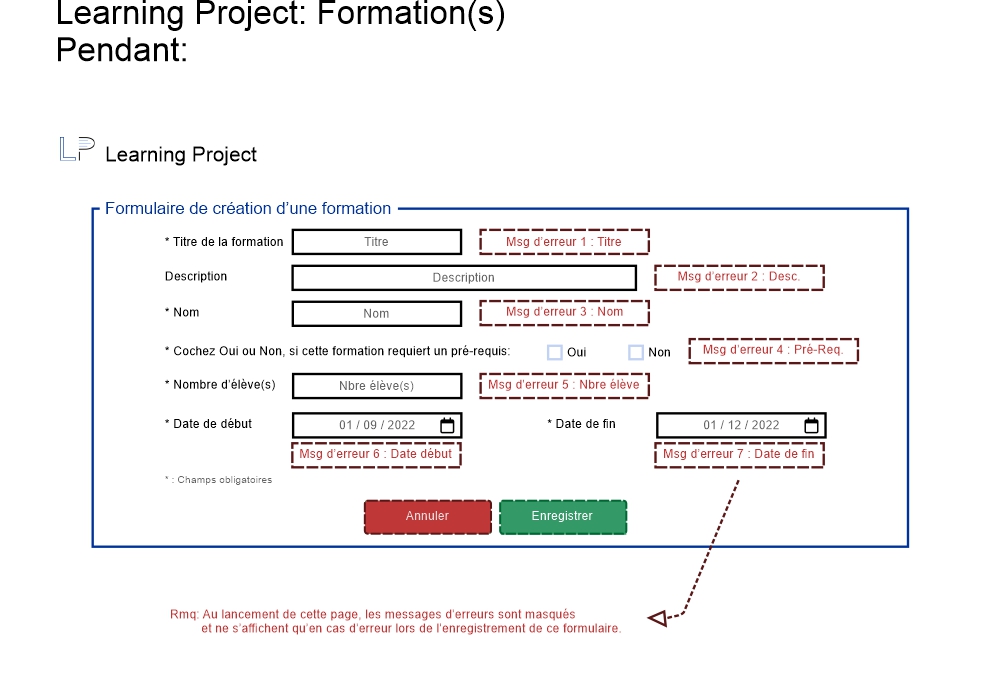 Learning Project: Formation(s)
Pendant:
LP Learning Project
Formulaire de création d’une formation
* Titre de la formation Titre Msg d’erreur 1 : Titre
Description Description Msg d’erreur 2 : Desc.
* Nom Nom Msg d’erreur 3 : Nom
* Cochez Oui ou Non, si cette formation requiert un pré-requis: Oui Non Msg d’erreur 4 : Pré-Req.
* Nombre d’élève(s) Nbre élève(s) Msg d’erreur 5 : Nbre élève
* Date de début 01 / 09 / 2022 * Date de fin 01 / 12 / 2022
Msg d’erreur 6 : Date début Msg d’erreur 7 : Date de fin
* : Champs obligatoires
Annuler Enregistrer
Rmq: Au lancement de cette page, les messages d’erreurs sont masqués
et ne s’affichent qu’en cas d’erreur lors de l’enregistrement de ce formulaire.